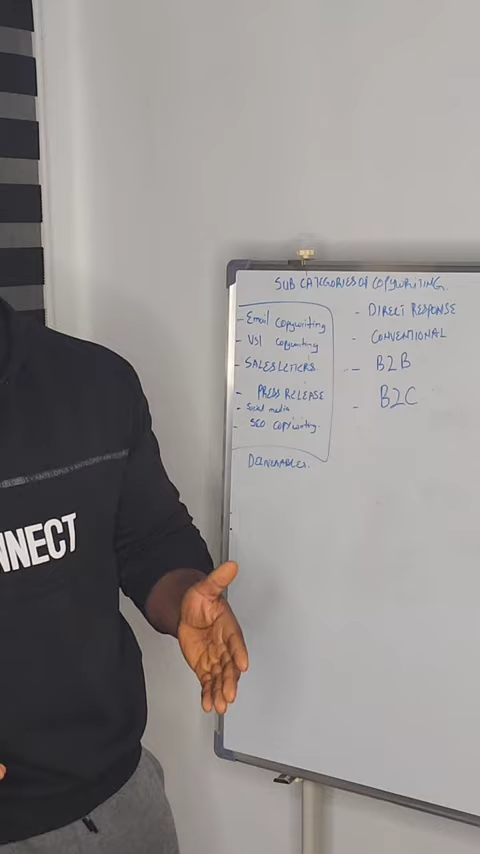 SUB CATEGORIES OF COPYWRITING.
- Email Copywriting
- VSL Copywriting
- SALES LETTERS.
- PRESS RELEASE
- Social media
- SEO Copywriting.
DELIVERABLES.
- DIRECT RESPONSE
- CONVENTIONAL
- B2B
- B2C
NNECT